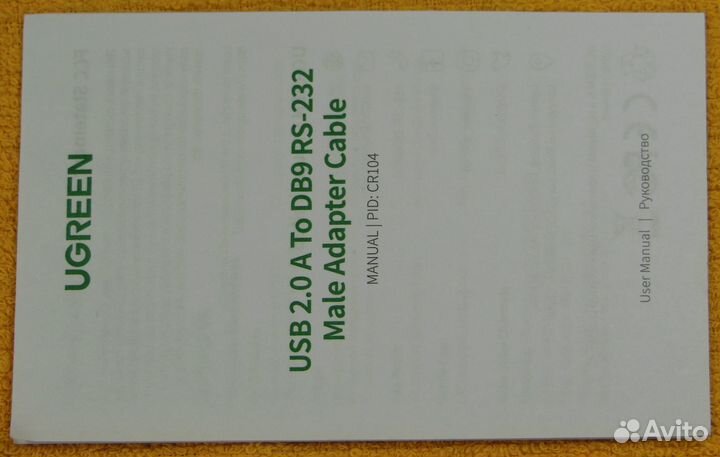 UGREEN
USB 2.0 A To DB9 RS-232
Male Adapter Cable
MANUAL | PID: CR104
User Manual | Руководство
Avito